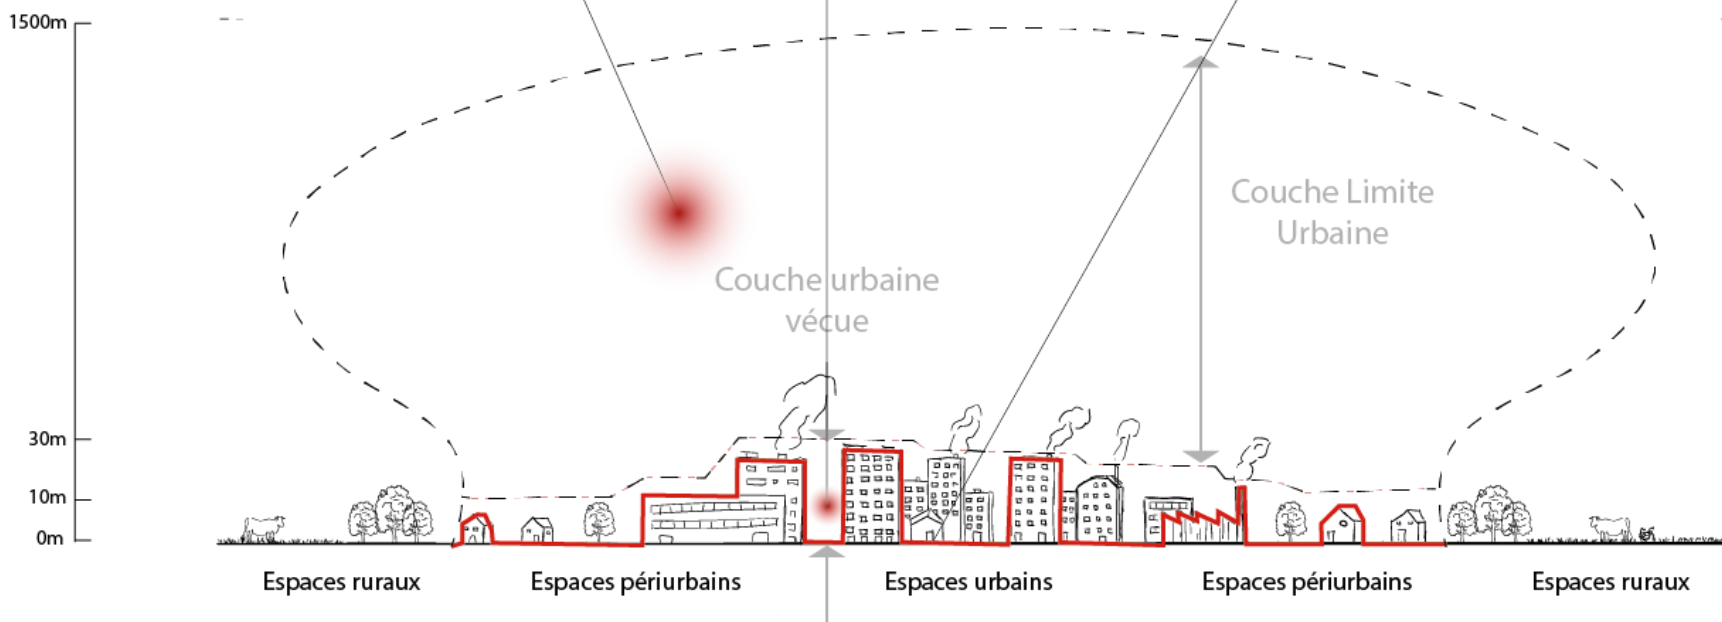 1500m
Couche Limite
Urbaine
Couche urbaine
vécue
30m
10m
0m
Espaces ruraux
Espaces périurbains
Espaces urbains
Espaces périurbains
Espaces ruraux